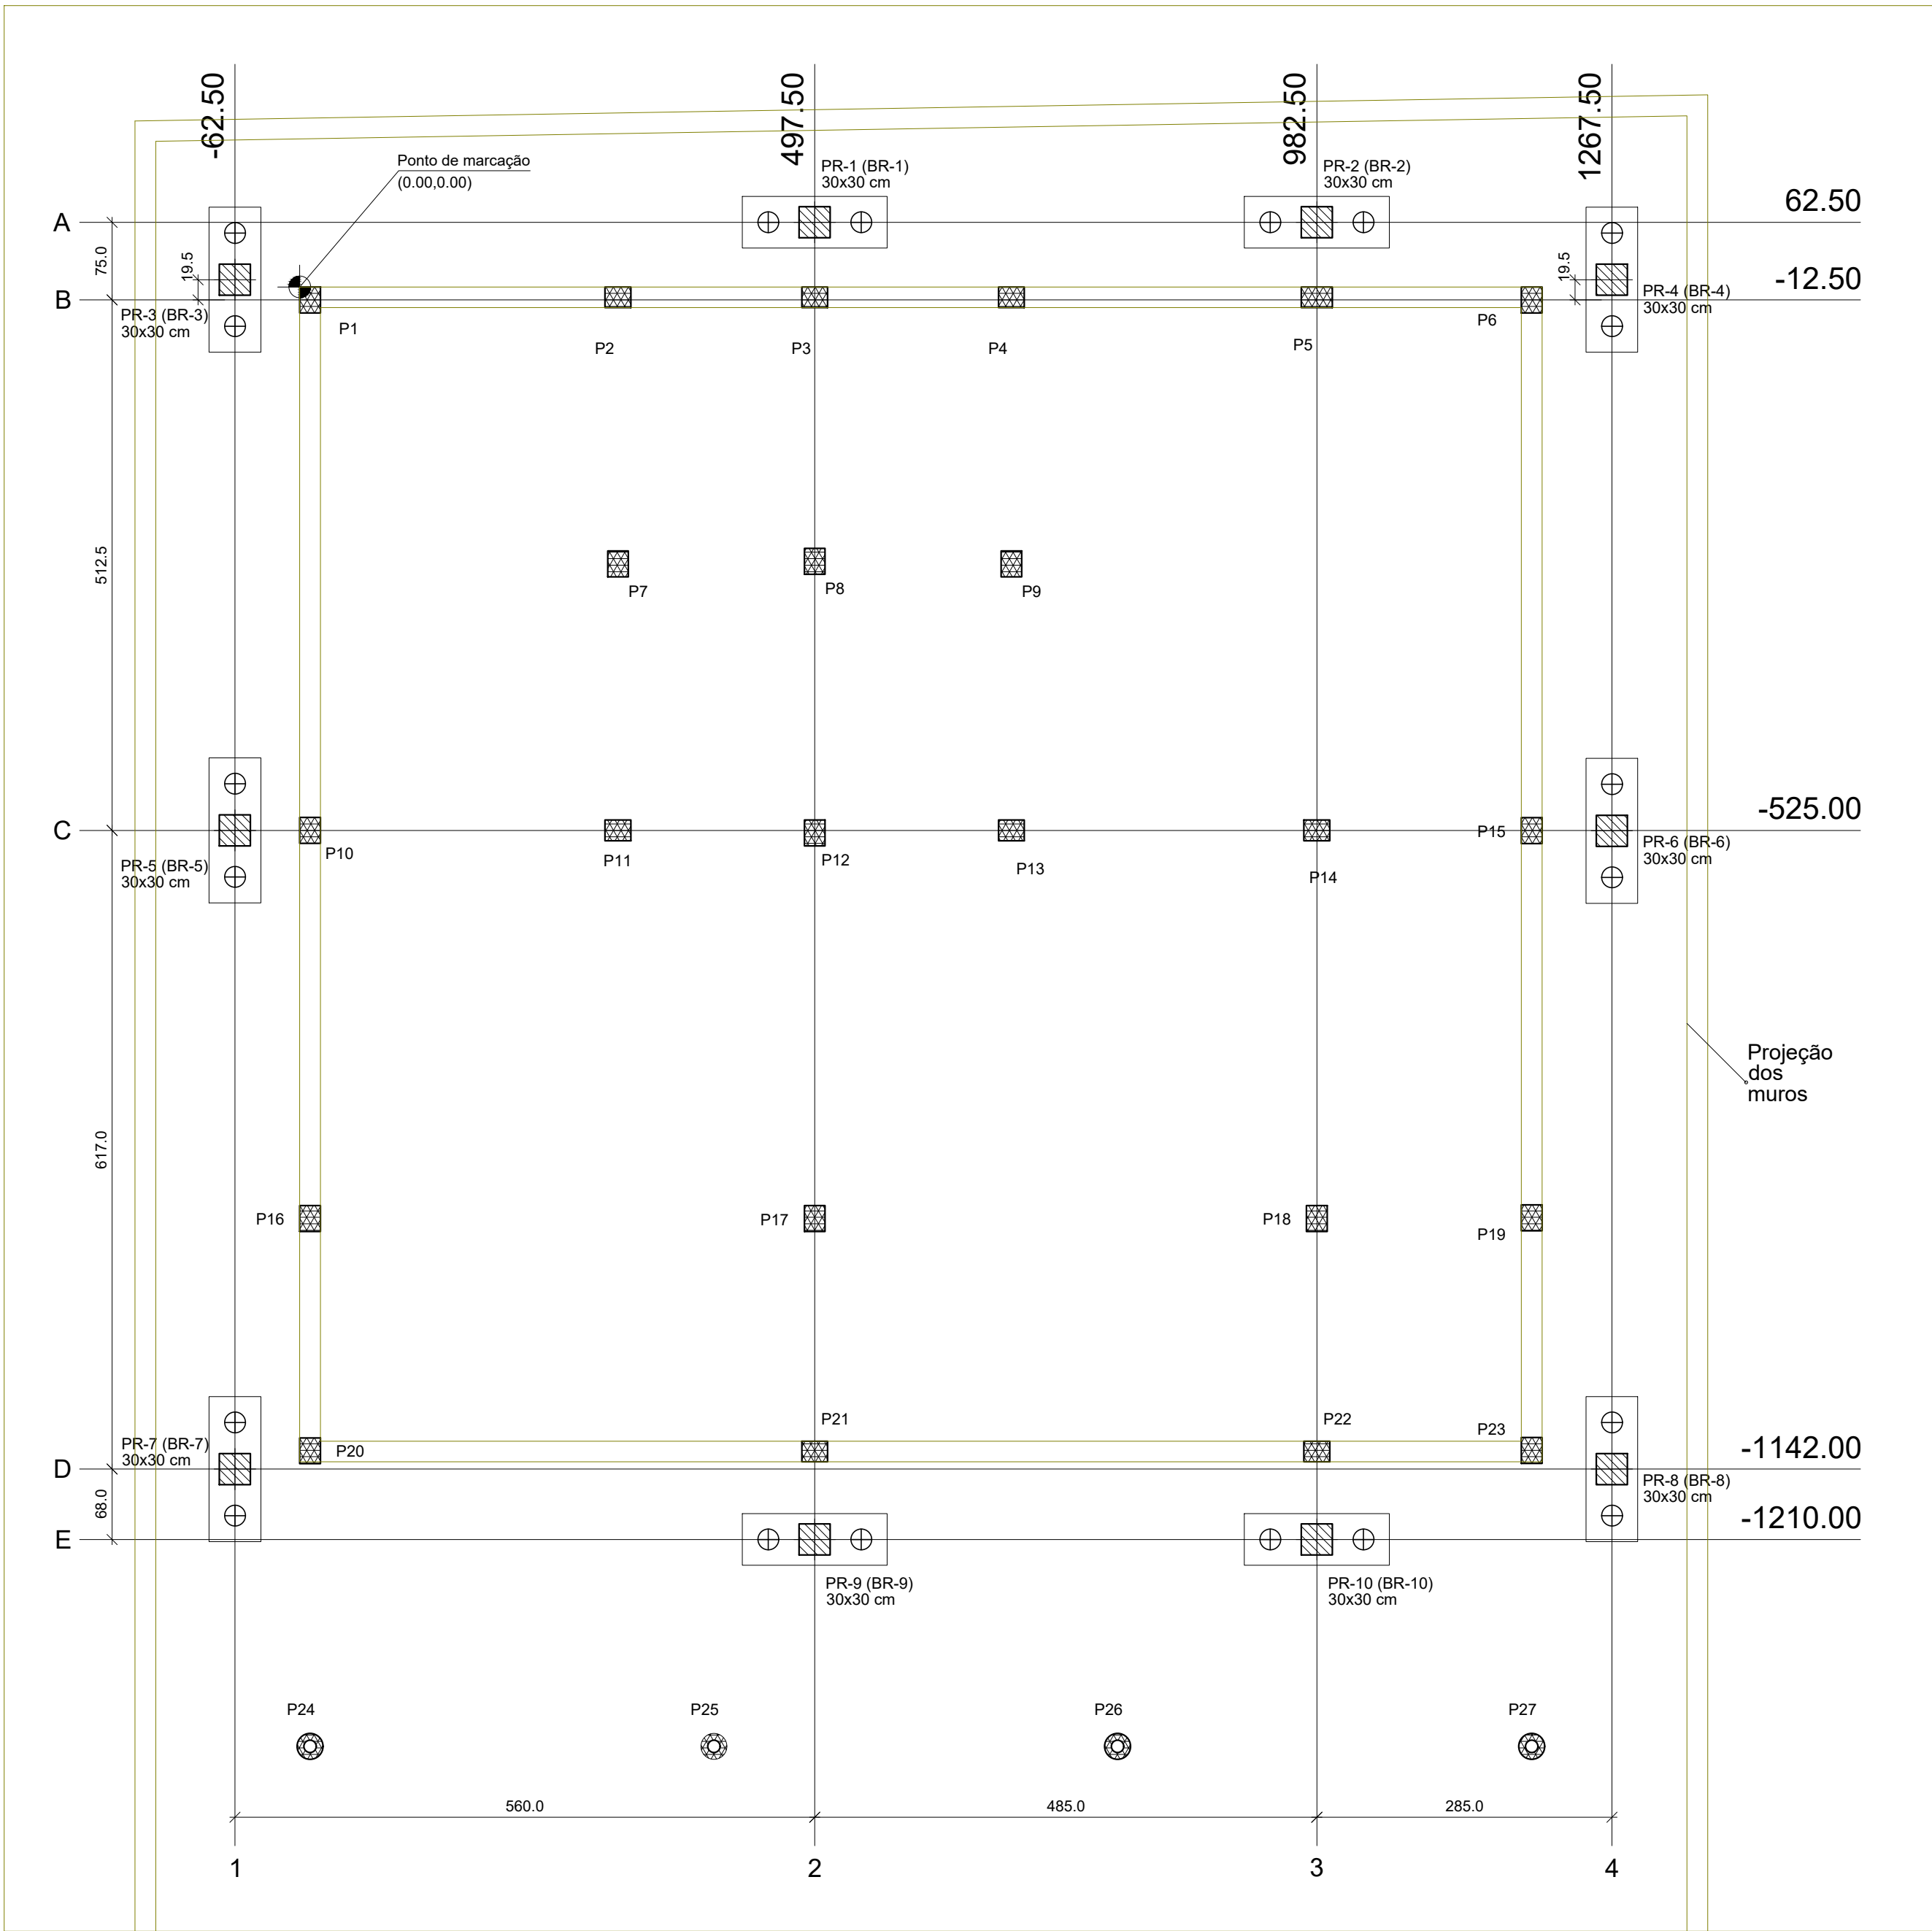 -62.50
497.50
982.50
1267.50
Ponto de marcação
(0.00,0.00)
PR-1 (BR-1)
30x30 cm
PR-2 (BR-2)
30x30 cm
62.50
A
75.0
19.5
19.5
-12.50
B
PR-3 (BR-3)
30x30 cm
PR-4 (BR-4)
30x30 cm
P1
P2
P3
P4
P5
P6
512.5
P7
P8
P9
-525.00
C
P10
P11
P12
P13
P14
P15
PR-5 (BR-5)
30x30 cm
PR-6 (BR-6)
30x30 cm
Projeção
dos
muros
617.0
P16
P17
P18
P19
P20
P21
P22
P23
PR-7 (BR-7)
30x30 cm
-1142.00
D
PR-8 (BR-8)
30x30 cm
68.0
-1210.00
E
PR-9 (BR-9)
30x30 cm
PR-10 (BR-10)
30x30 cm
P24
P25
P26
P27
560.0
485.0
285.0
1
2
3
4